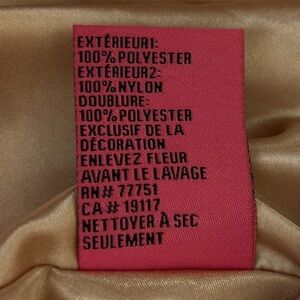 EXTÉRIEUR1:
100% POLYESTER
EXTÉRIEUR2:
100% NYLON
DOUBLURE:
100% POLYESTER
EXCLUSIF DE LA
DÉCORATION
ENLEVEZ FLEUR
AVANT LE LAVAGE
RN# 77751
CA# 19117
NETTOYER À SEC
SEULEMENT